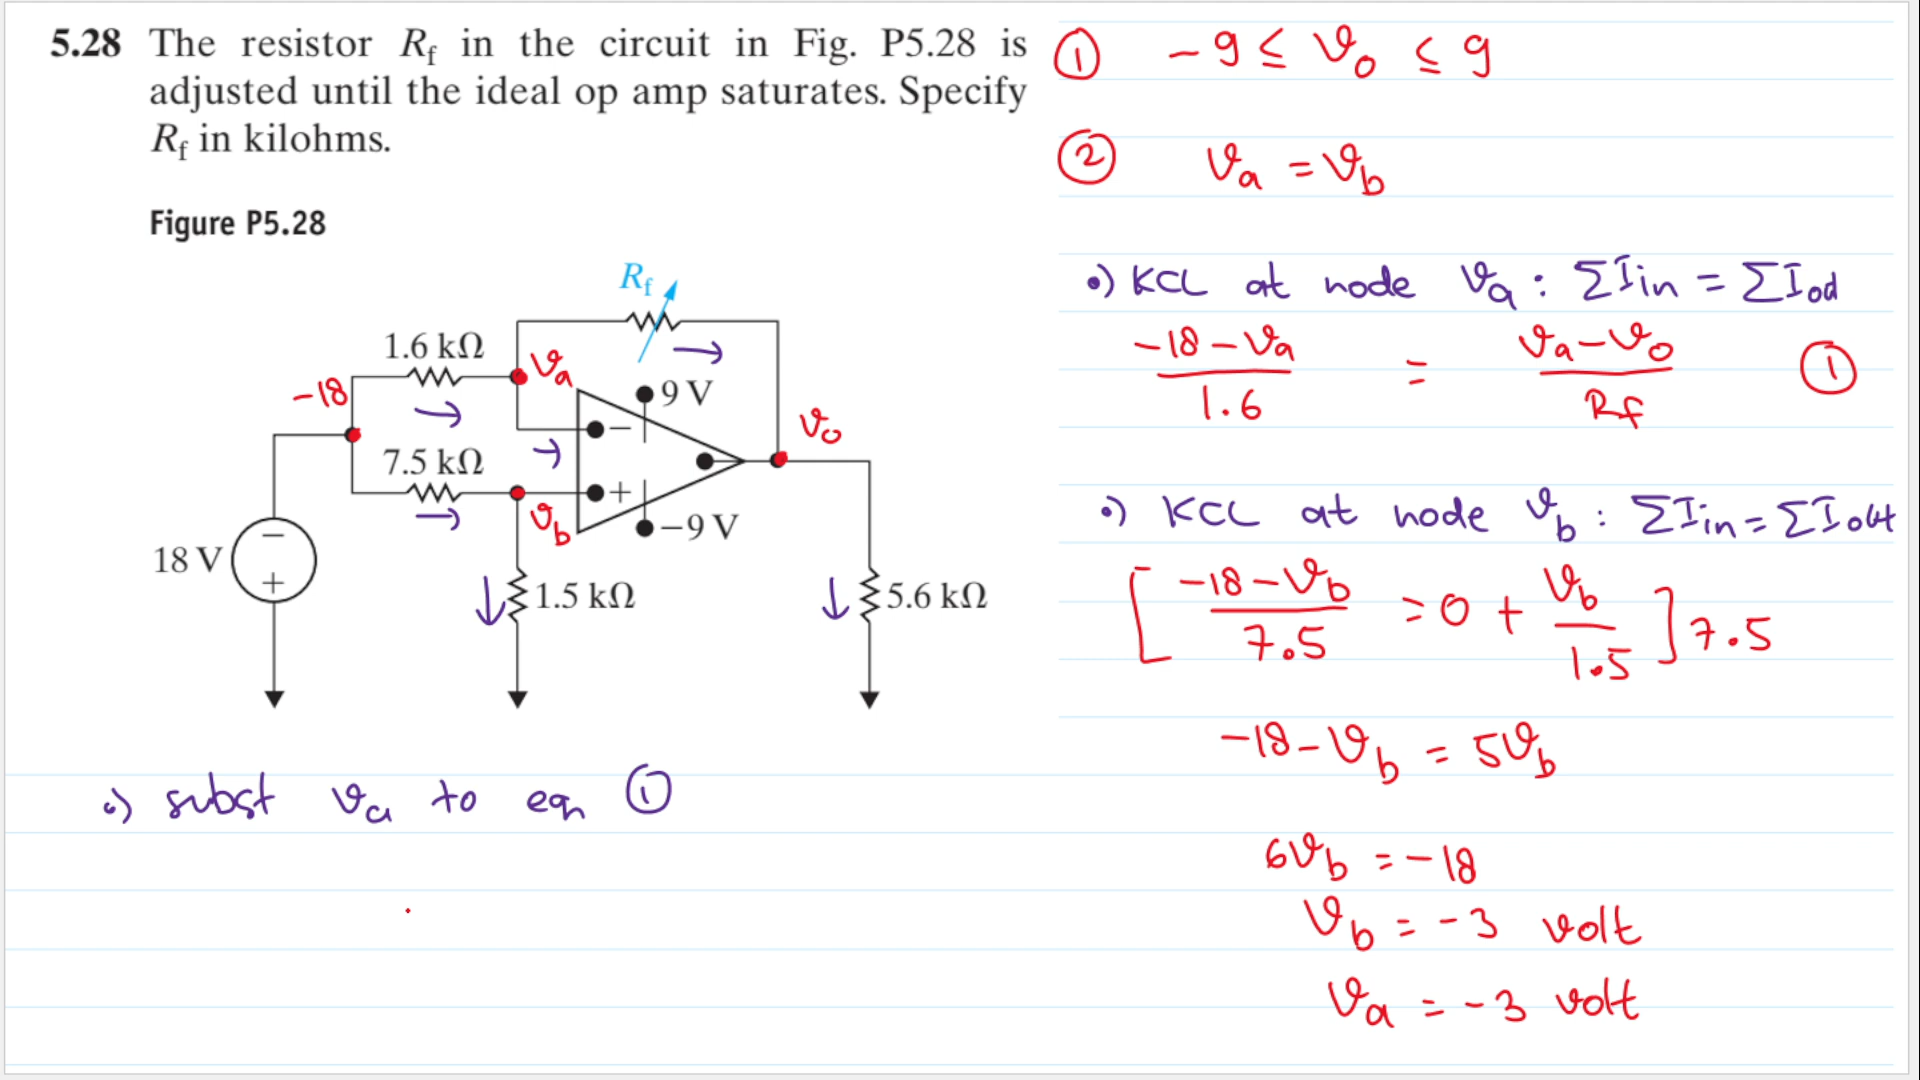 5.28 The resistor Rf in the circuit in Fig. P5.28 is
adjusted until the ideal op amp saturates. Specify
Rf in kilohms.
Figure P5.28
Rf
1.6 kΩ
va
-18
9 V
vo
7.5 kΩ
−
+
vb
−9 V
18 V
−
+
1.5 kΩ
5.6 kΩ
•) subst va to eqn ①
① -9 ≤ vo ≤ 9
② va = vb
•) KCL at node va : ΣIin = ΣIod
(-18 - va)/1.6 = (va - vo)/Rf ①
•) KCL at node vb : ΣIin = ΣIout
[(-18 - vb)/7.5 = 0 + vb/1.5] 7.5
-18 - vb = 5vb
6vb = -18
vb = -3 volt
va = -3 volt